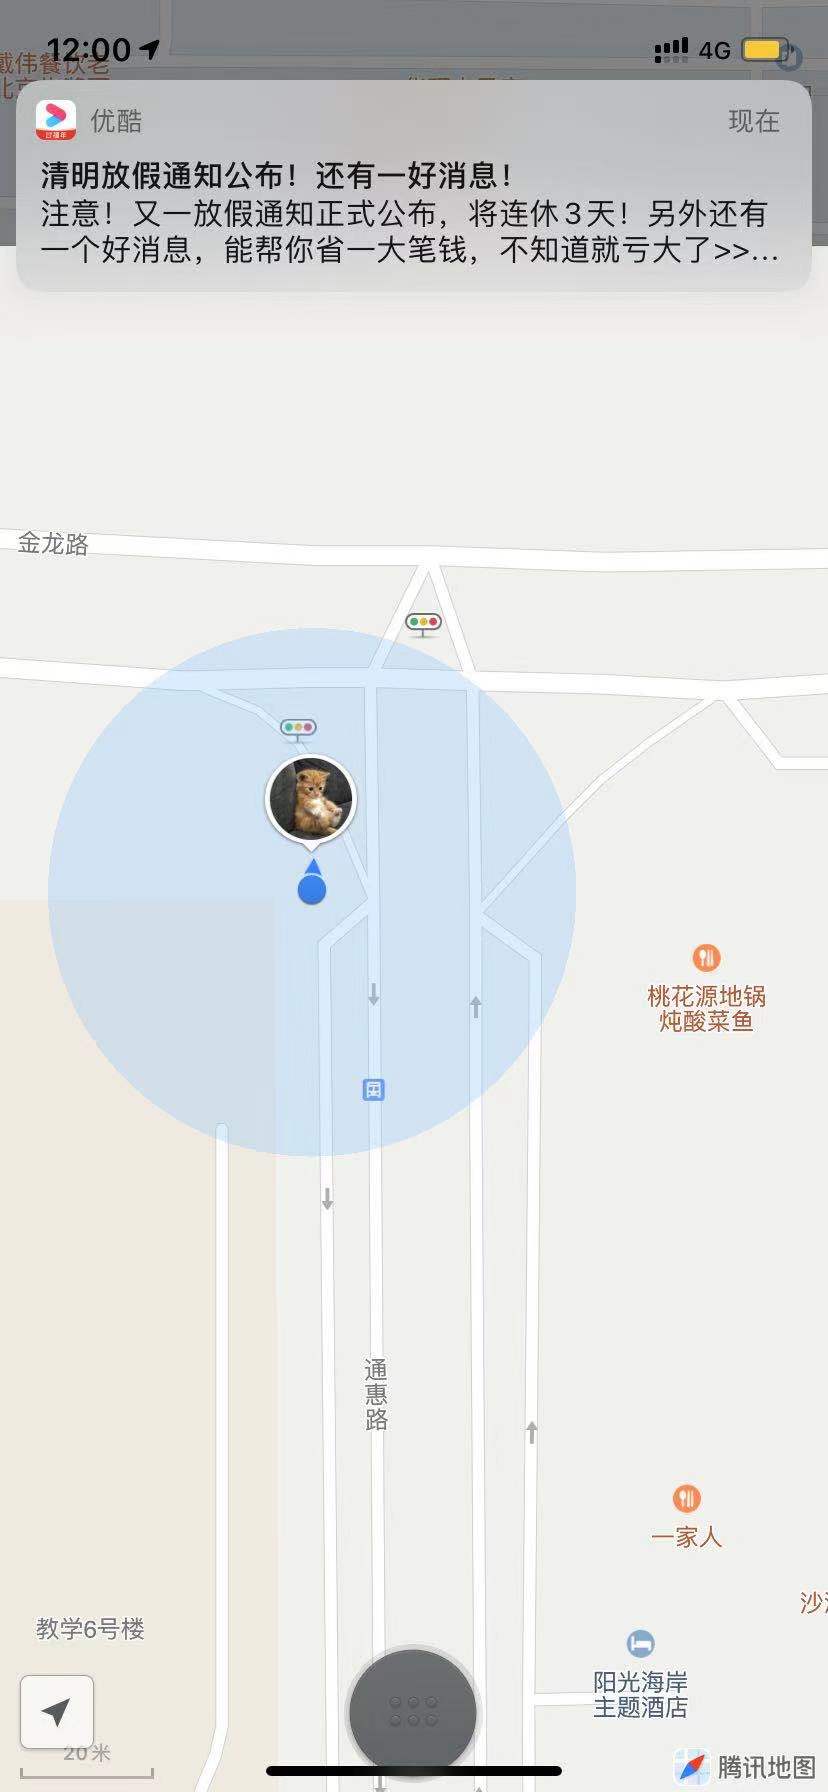 12:00
4G
戴伟餐饮老
优酷
现在
清明放假通知公布！还有一好消息！
注意！又一放假通知正式公布，将连休3天！另外还有
一个好消息，能帮你省一大笔钱，不知道就亏大了>>...
金龙路
桃花源地锅
炖酸菜鱼
通惠路
一家人
教学6号楼
阳光海岸
主题酒店
20米
腾讯地图